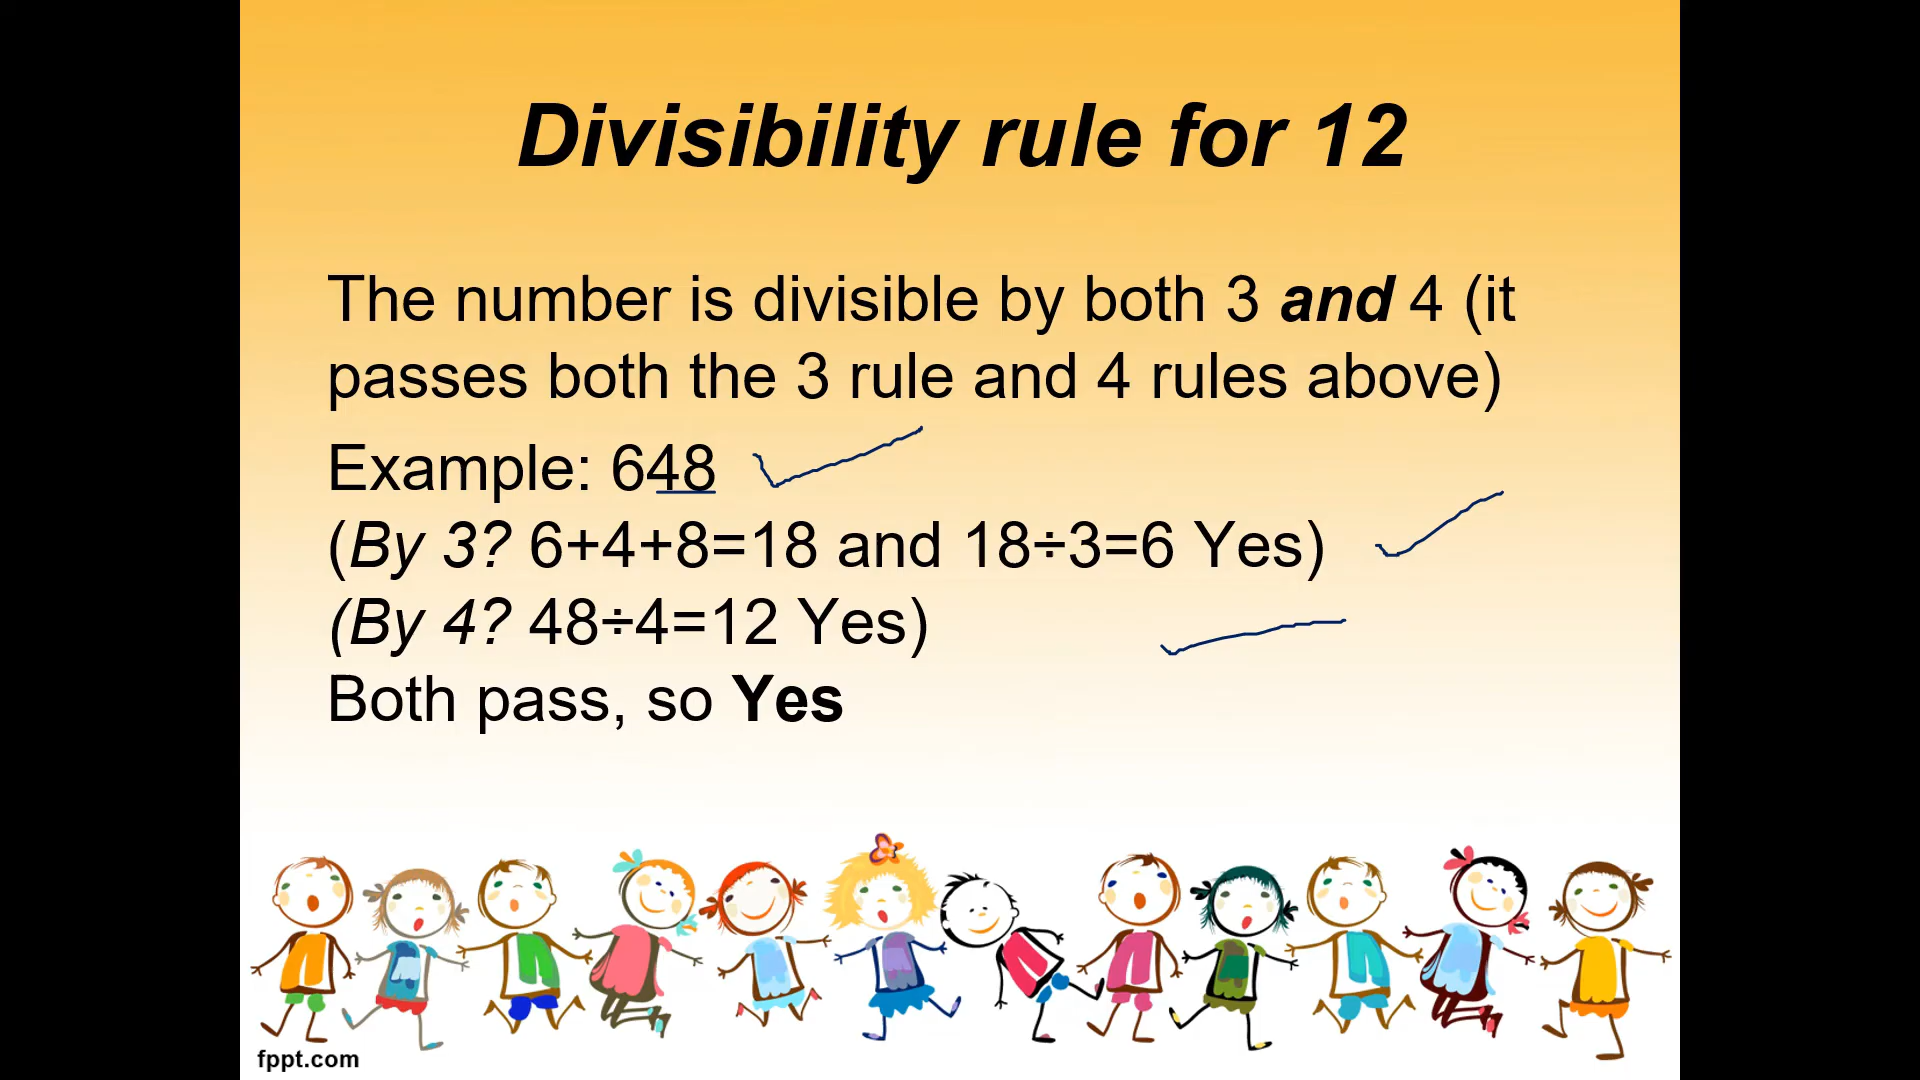 Divisibility rule for 12
The number is divisible by both 3 and 4 (it
passes both the 3 rule and 4 rules above)
Example: 648
(By 3? 6+4+8=18 and 18÷3=6 Yes)
(By 4? 48÷4=12 Yes)
Both pass, so Yes
fppt.com